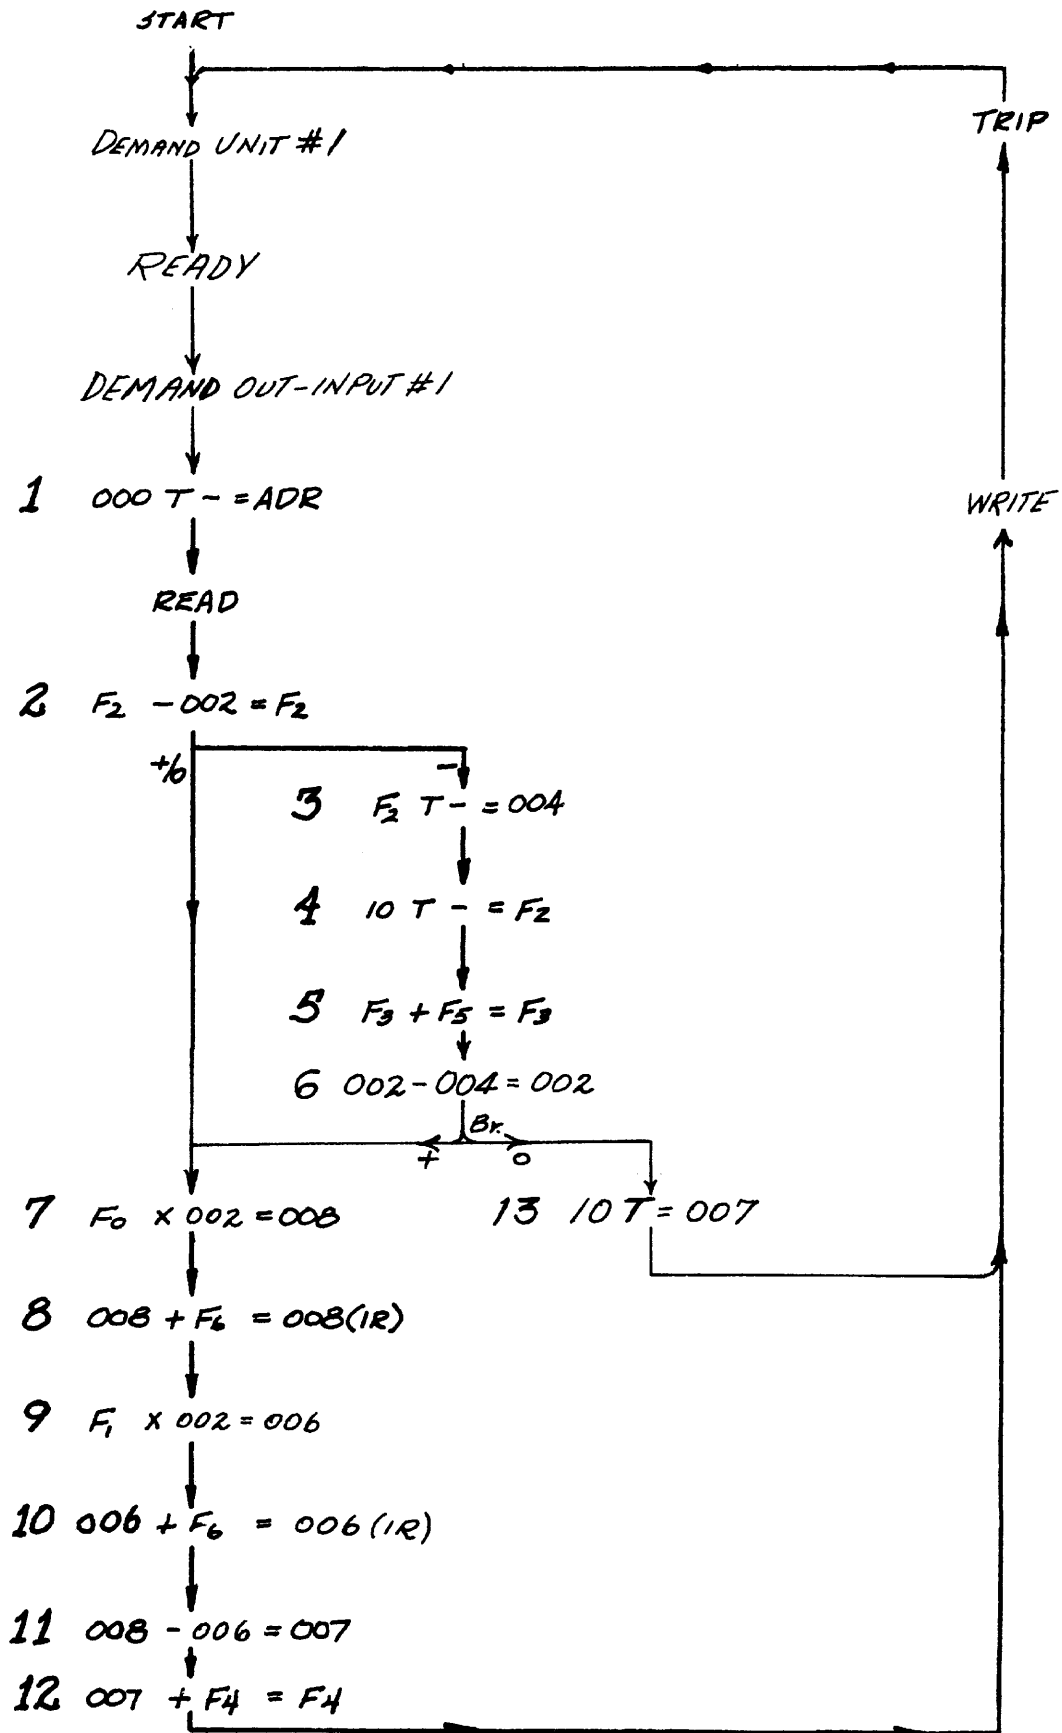 START
DEMAND UNIT #1
READY
DEMAND OUT-INPUT #1
1 000 T - = ADR
READ
2 F2 - 002 = F2
+/0
-
3 F2 T - = 004
4 10 T - = F2
5 F3 + F5 = F3
6 002 - 004 = 002
Br.
+ 0
7 F0 X 002 = 008
8 008 + F6 = 008 (IR)
9 F1 X 002 = 006
10 006 + F6 = 006 (IR)
11 008 - 006 = 007
12 007 + F4 = F4
13 10 T = 007
WRITE
TRIP